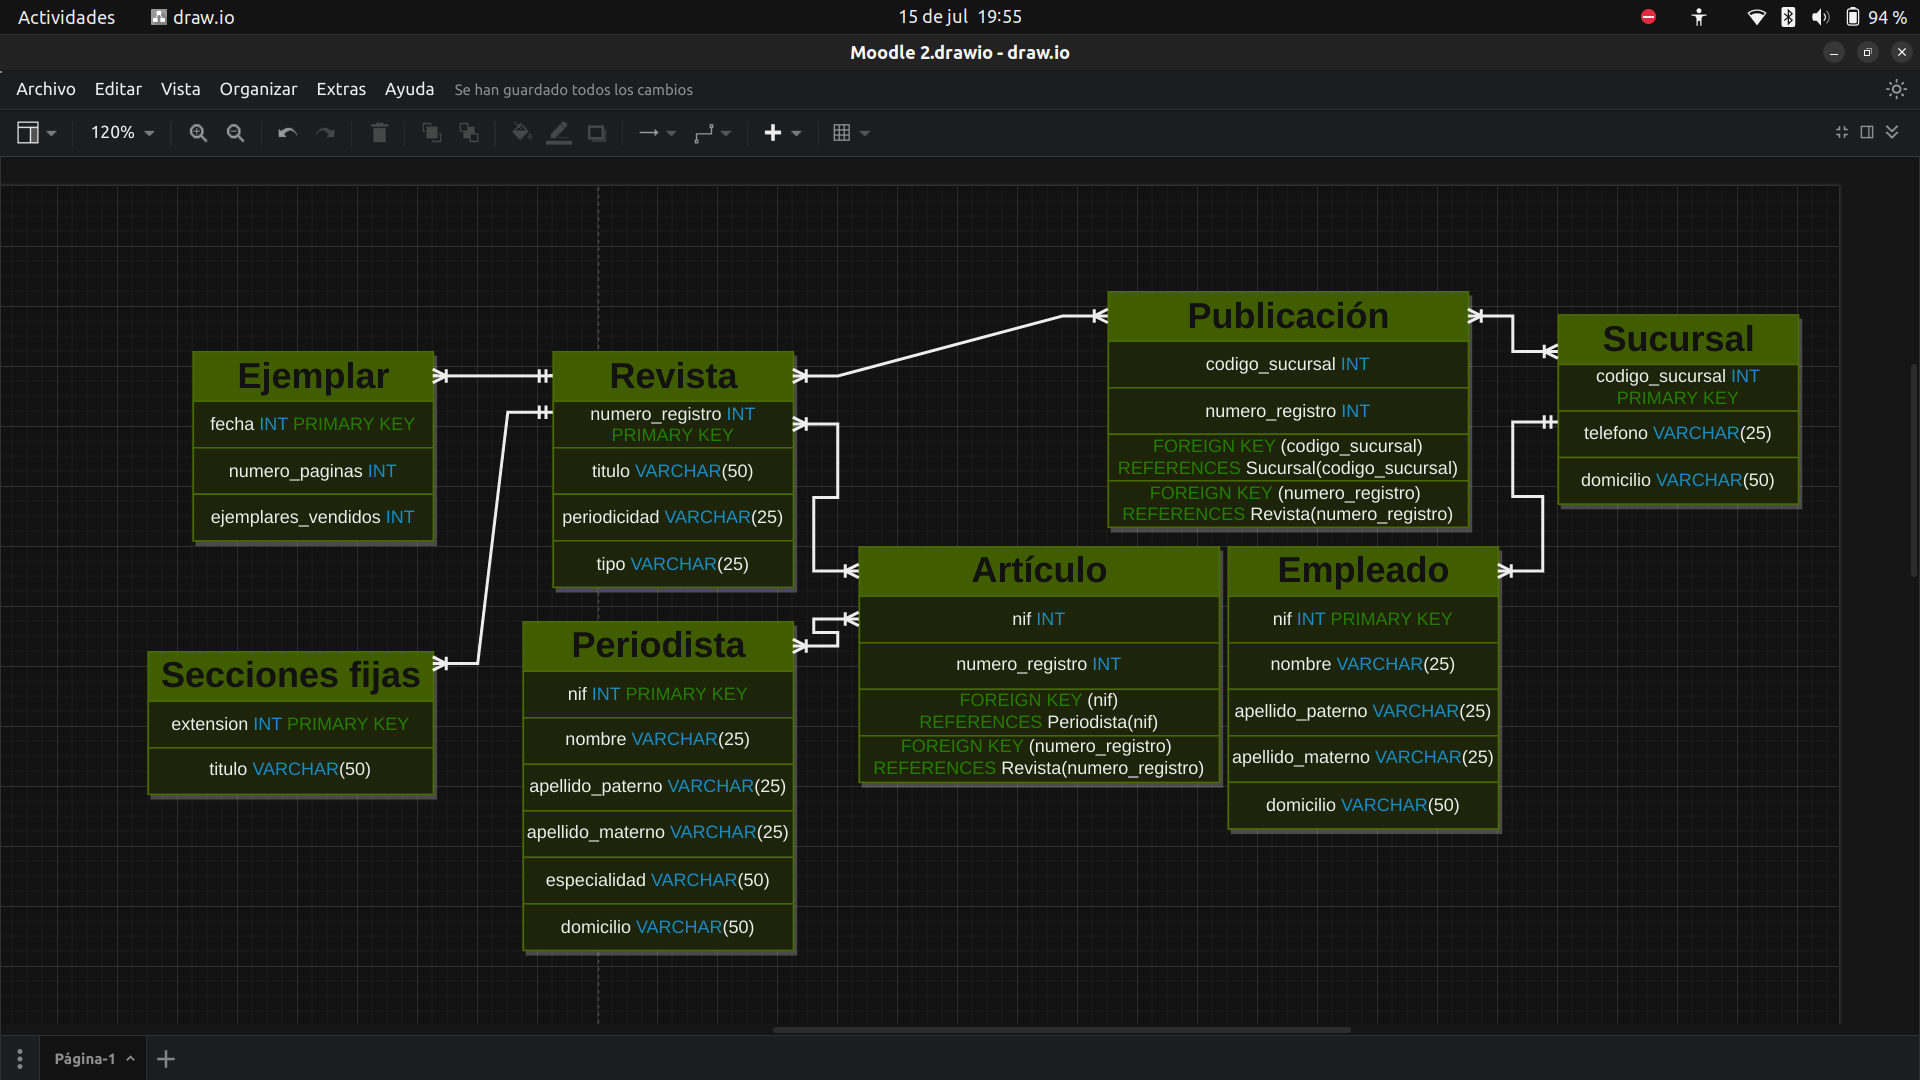 Actividades
draw.io
15 de jul 19:55
94 %
Moodle 2.drawio - draw.io
Archivo
Editar
Vista
Organizar
Extras
Ayuda
Se han guardado todos los cambios
120%
Ejemplar
fecha INT PRIMARY KEY
numero_paginas INT
ejemplares_vendidos INT
Revista
numero_registro INT
PRIMARY KEY
titulo VARCHAR(50)
periodicidad VARCHAR(25)
tipo VARCHAR(25)
Publicación
codigo_sucursal INT
numero_registro INT
FOREIGN KEY (codigo_sucursal)
REFERENCES Sucursal(codigo_sucursal)
FOREIGN KEY (numero_registro)
REFERENCES Revista(numero_registro)
Sucursal
codigo_sucursal INT
PRIMARY KEY
telefono VARCHAR(25)
domicilio VARCHAR(50)
Secciones fijas
extension INT PRIMARY KEY
titulo VARCHAR(50)
Periodista
nif INT PRIMARY KEY
nombre VARCHAR(25)
apellido_paterno VARCHAR(25)
apellido_materno VARCHAR(25)
especialidad VARCHAR(50)
domicilio VARCHAR(50)
Artículo
nif INT
numero_registro INT
FOREIGN KEY (nif)
REFERENCES Periodista(nif)
FOREIGN KEY (numero_registro)
REFERENCES Revista(numero_registro)
Empleado
nif INT PRIMARY KEY
nombre VARCHAR(25)
apellido_paterno VARCHAR(25)
apellido_materno VARCHAR(25)
domicilio VARCHAR(50)
Página-1